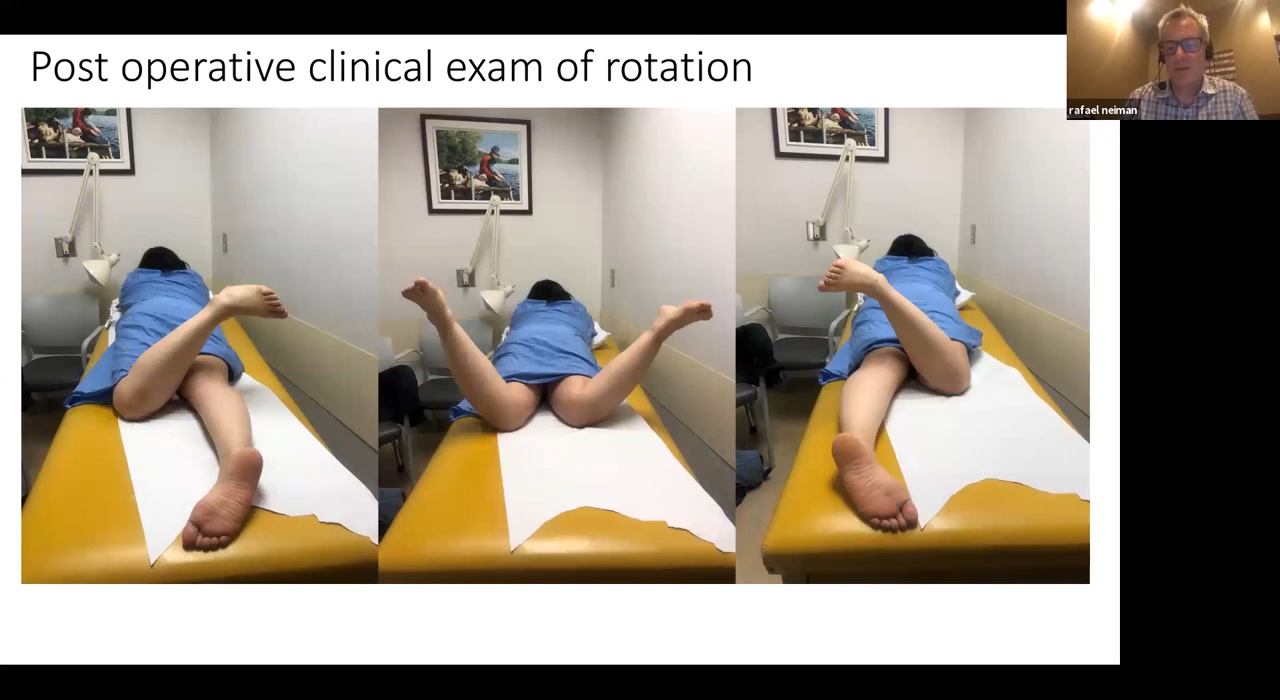 Post operative clinical exam of rotation
rafael neiman